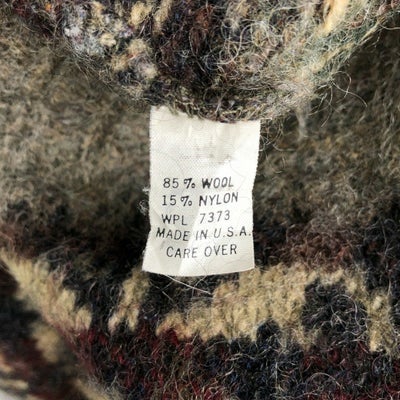 85% WOOL
15% NYLON
WPL 7373
MADE IN U.S.A.
CARE OVER